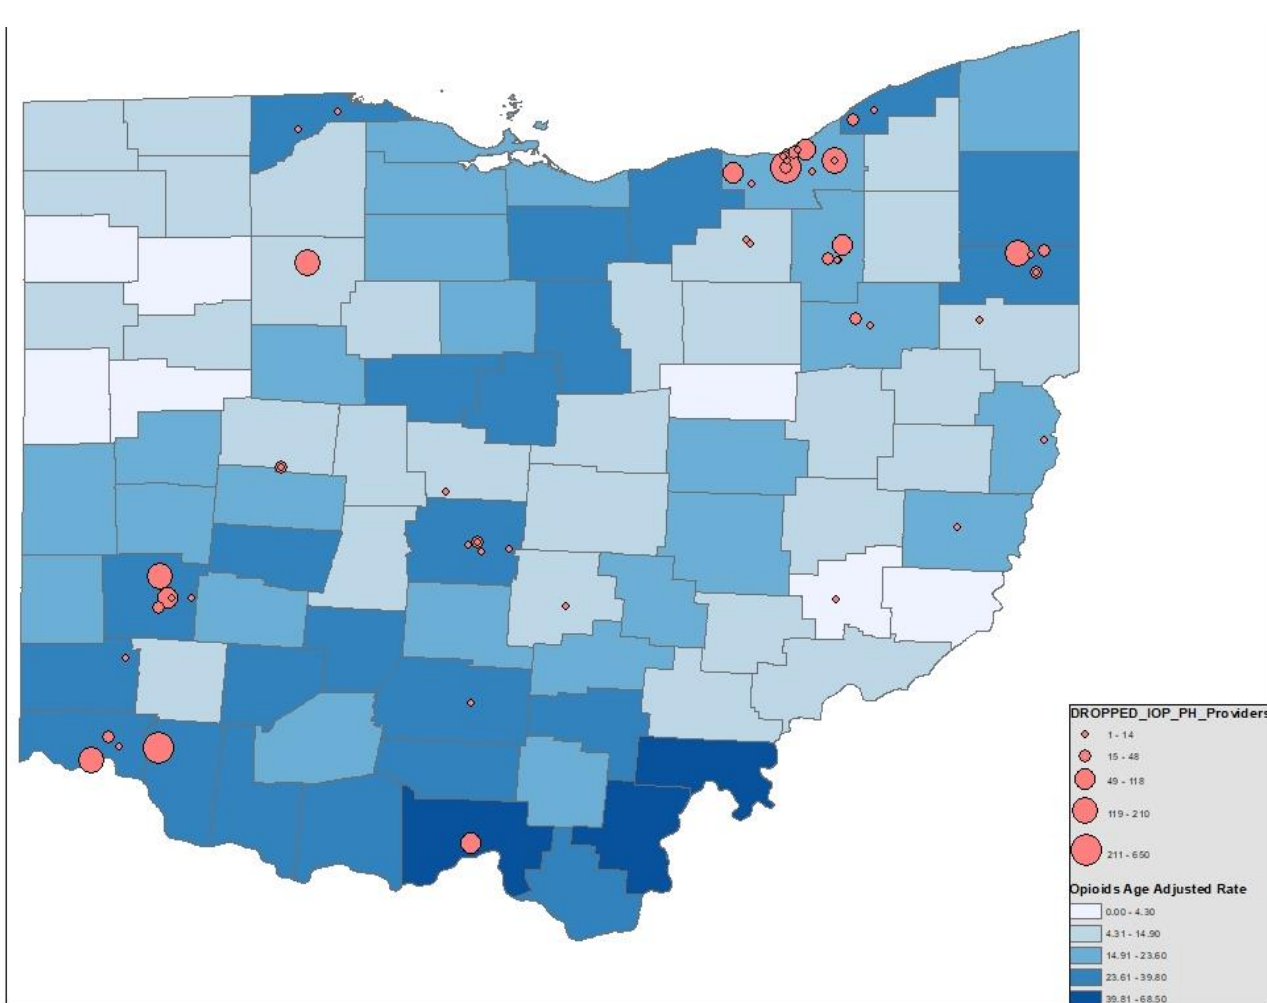 DROPPED_IOP_PH_Providers
1 - 14
15 - 48
49 - 118
119 - 210
211 - 650
Opioids Age Adjusted Rate
0.00 - 4.30
4.31 - 14.90
14.91 - 23.60
23.61 - 39.80
39.81 - 68.50